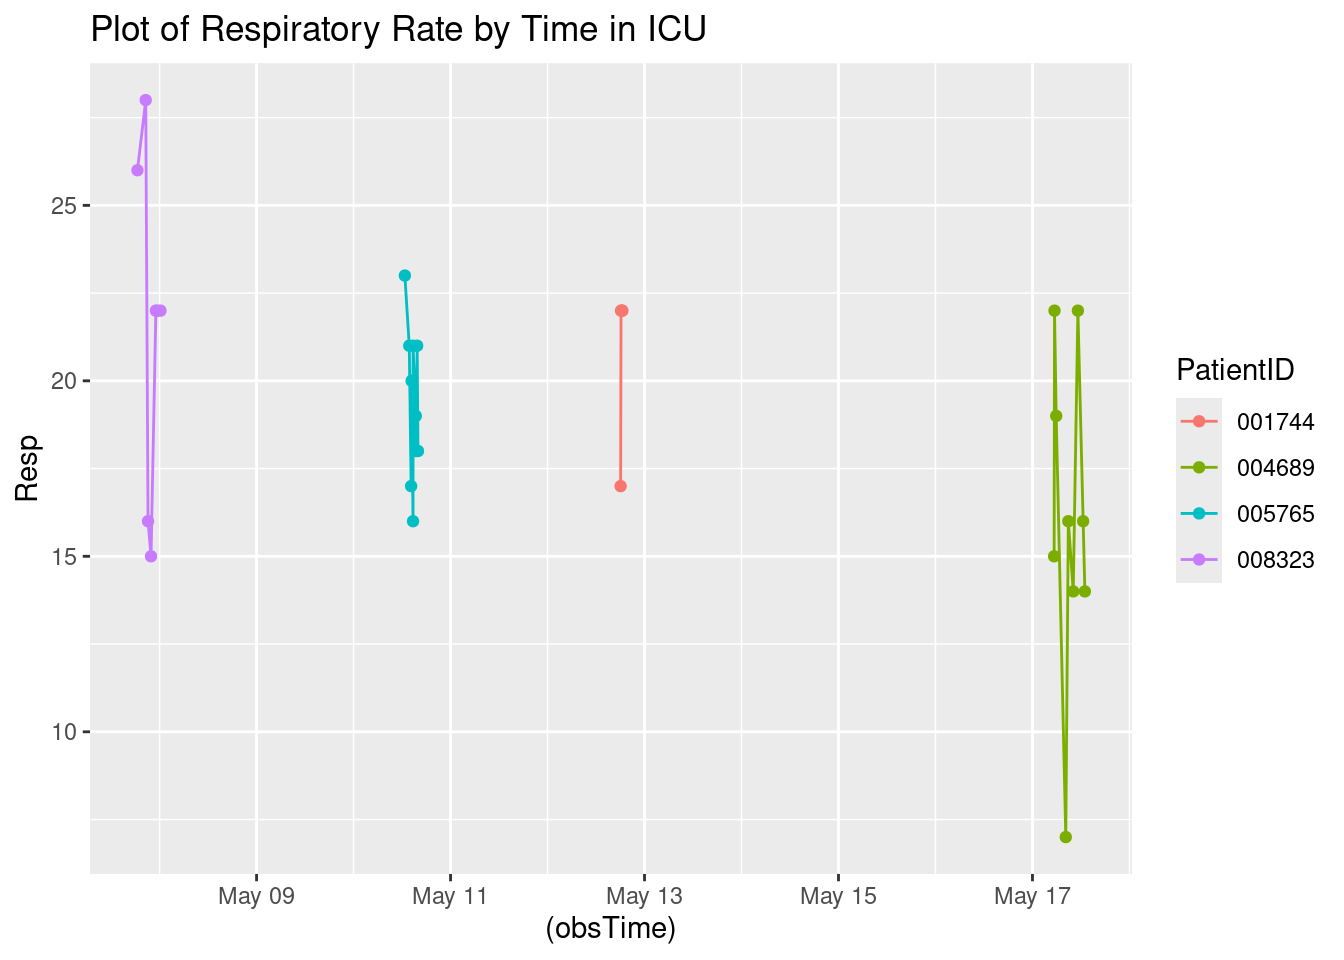 Plot of Respiratory Rate by Time in ICU
25
20
15
10
Resp
May 09
May 11
May 13
May 15
May 17
(obsTime)
PatientID
001744
004689
005765
008323